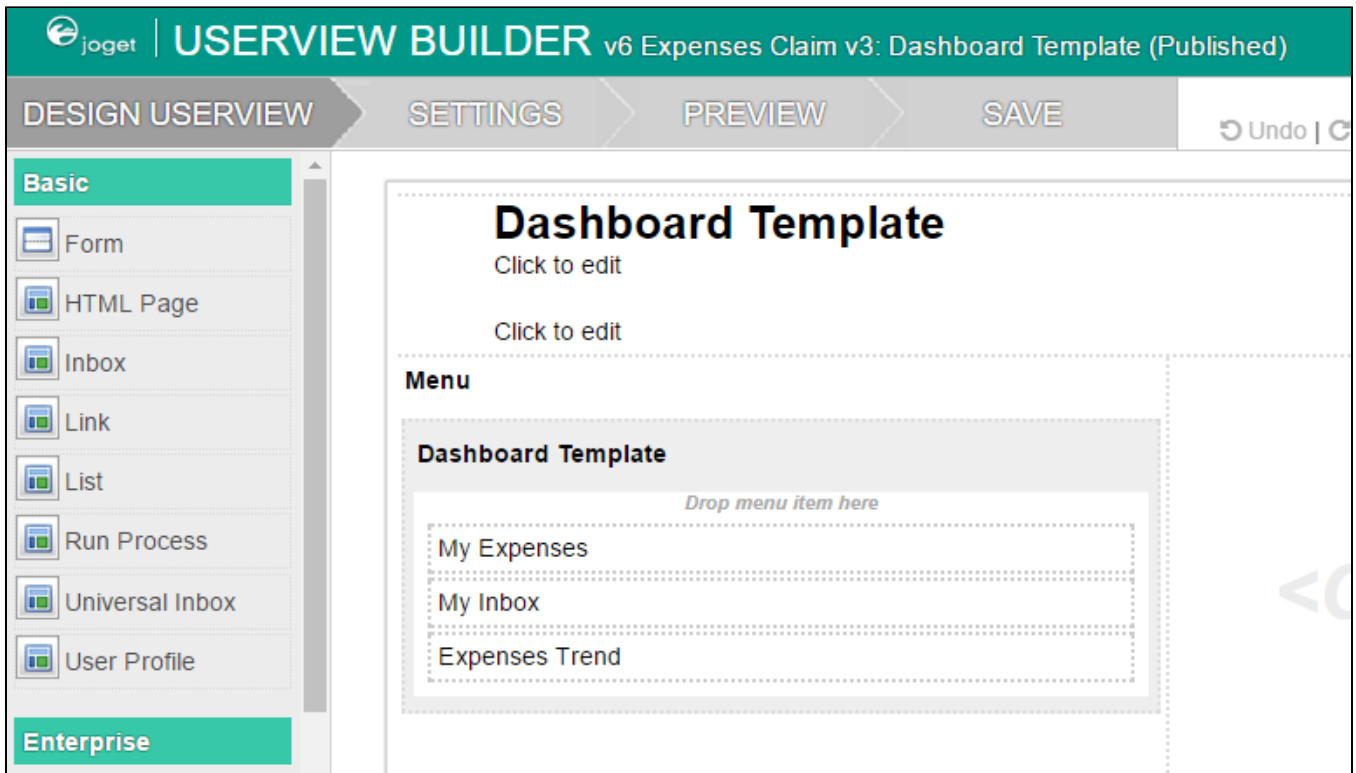 joget | USERVIEW BUILDER v6 Expenses Claim v3: Dashboard Template (Published)
DESIGN USERVIEW SETTINGS PREVIEW SAVE Undo |
Basic
Form
HTML Page
Inbox
Link
List
Run Process
Universal Inbox
User Profile
Enterprise
Dashboard Template
Click to edit
Click to edit
Menu
Dashboard Template
Drop menu item here
My Expenses
My Inbox
Expenses Trend